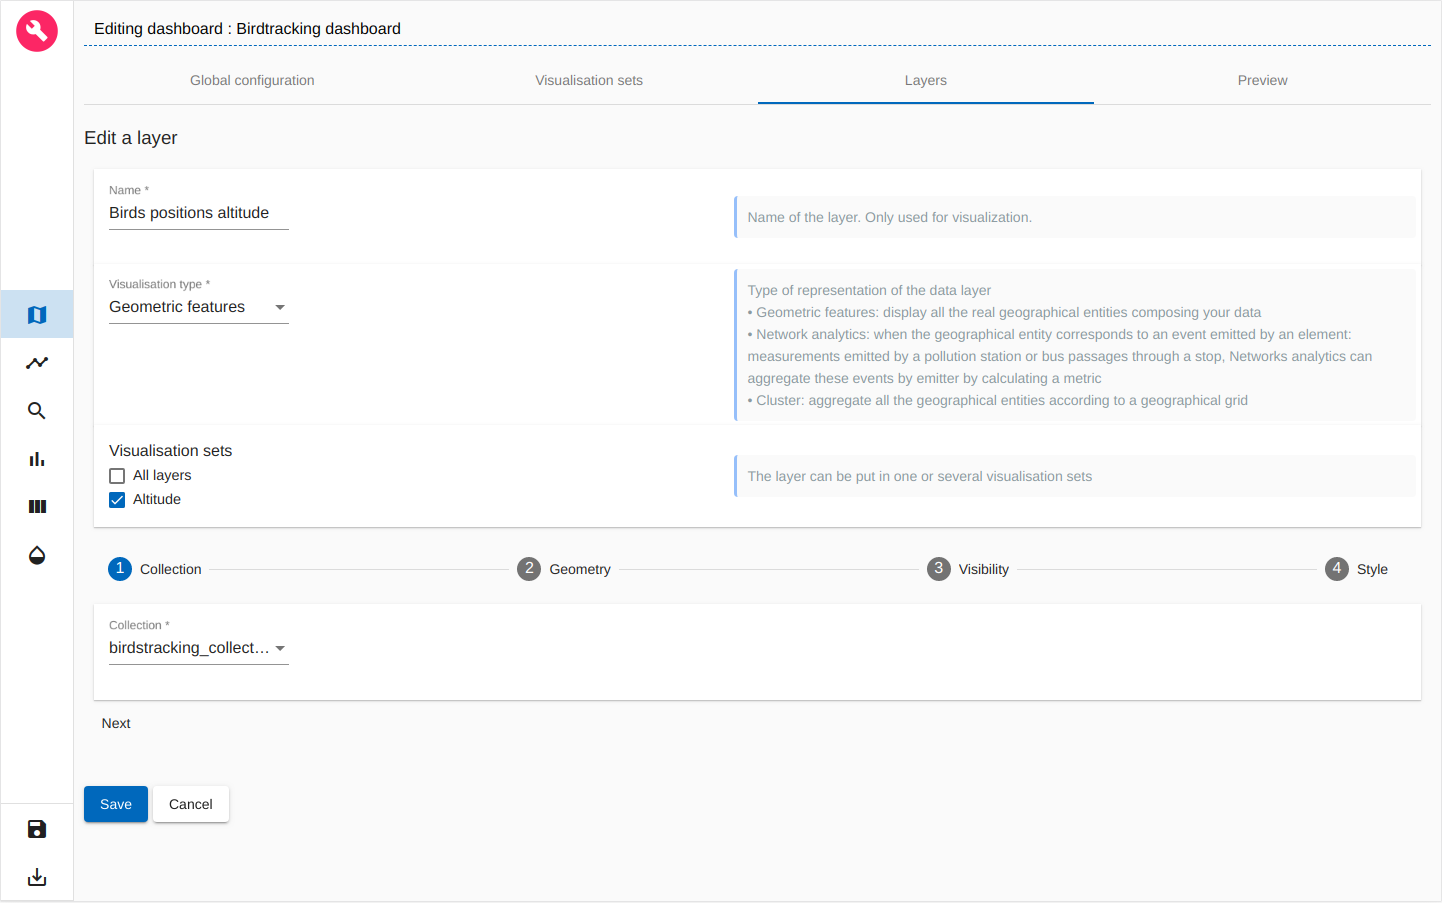 Editing dashboard : Birdtracking dashboard
Global configuration
Visualisation sets
Layers
Preview
Edit a layer
Name *
Birds positions altitude
Name of the layer. Only used for visualization.
Visualisation type *
Geometric features
Type of representation of the data layer
• Geometric features: display all the real geographical entities composing your data
• Network analytics: when the geographical entity corresponds to an event emitted by an element:
measurements emitted by a pollution station or bus passages through a stop, Networks analytics can
aggregate these events by emitter by calculating a metric
• Cluster: aggregate all the geographical entities according to a geographical grid
Visualisation sets
All layers
Altitude
The layer can be put in one or several visualisation sets
1 Collection
2 Geometry
3 Visibility
4 Style
Collection *
birdstracking_collect...
Next
Save
Cancel